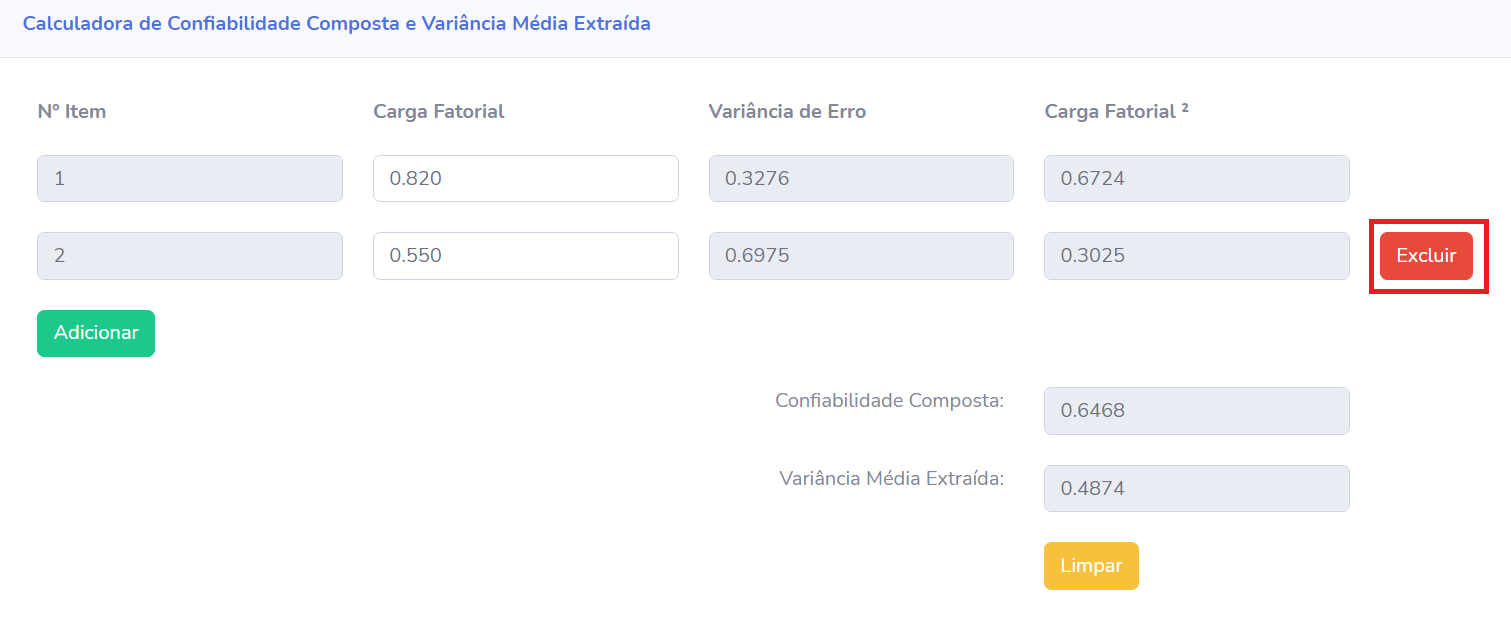 Calculadora de Confiabilidade Composta e Variância Média Extraída
Nº Item Carga Fatorial Variância de Erro Carga Fatorial ²
1 0.820 0.3276 0.6724
2 0.550 0.6975 0.3025 Excluir
Adicionar
Confiabilidade Composta: 0.6468
Variância Média Extraída: 0.4874
Limpar